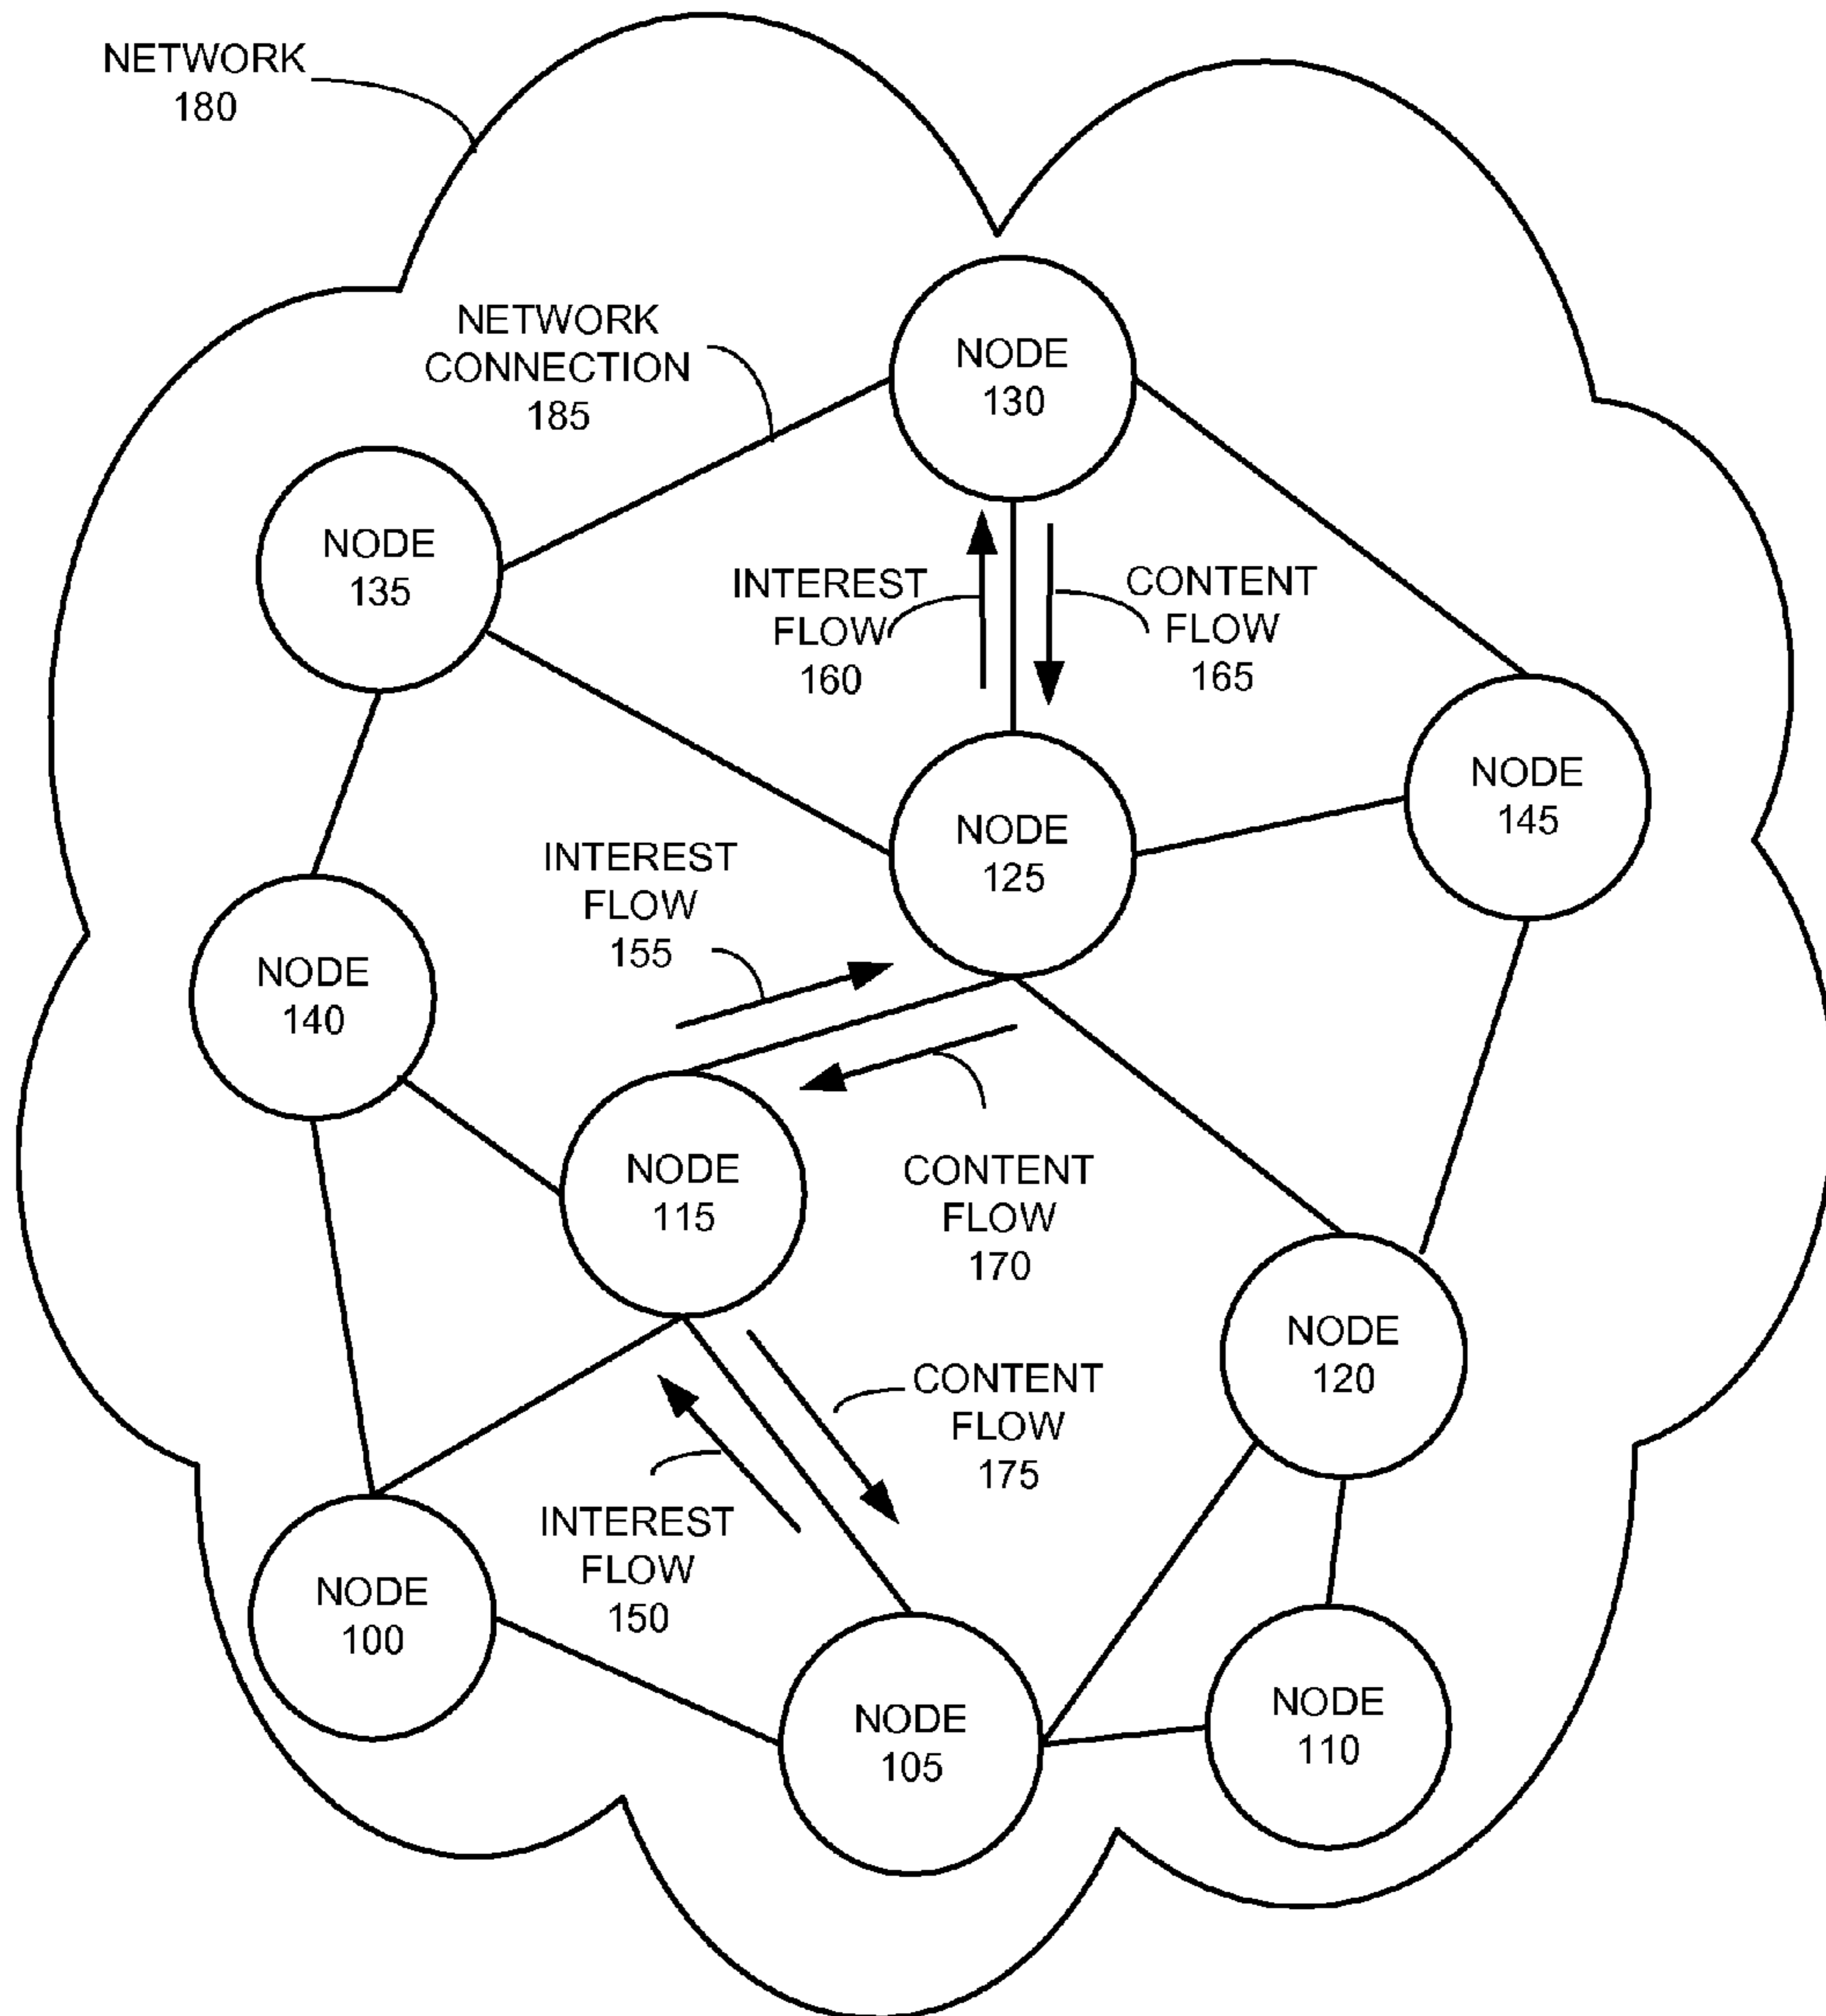 NETWORK
180
NETWORK
CONNECTION
185
NODE
130
NODE
135
INTEREST
FLOW
160
CONTENT
FLOW
165
NODE
145
NODE
125
INTEREST
FLOW
155
NODE
140
NODE
115
CONTENT
FLOW
170
NODE
120
CONTENT
FLOW
175
INTEREST
FLOW
150
NODE
100
NODE
105
NODE
110